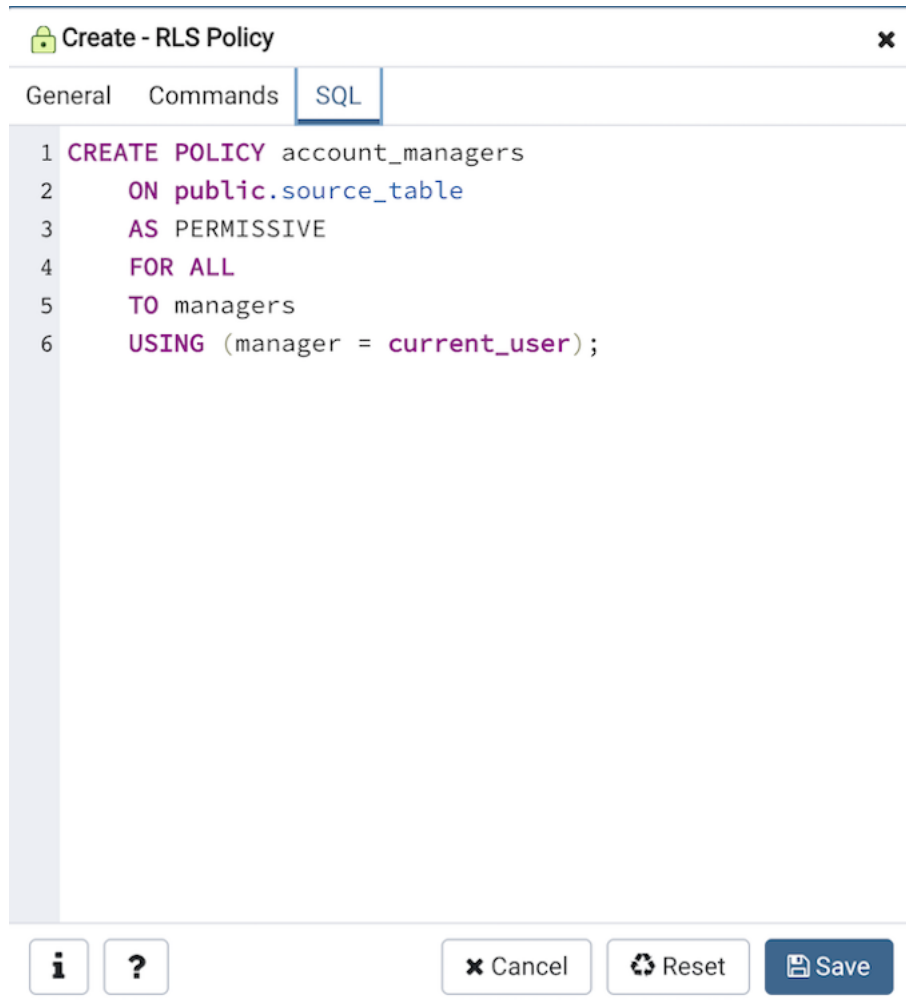 Create - RLS Policy
General Commands SQL
1 CREATE POLICY account_managers
2 ON public.source_table
3 AS PERMISSIVE
4 FOR ALL
5 TO managers
6 USING (manager = current_user);
i ? Cancel Reset Save